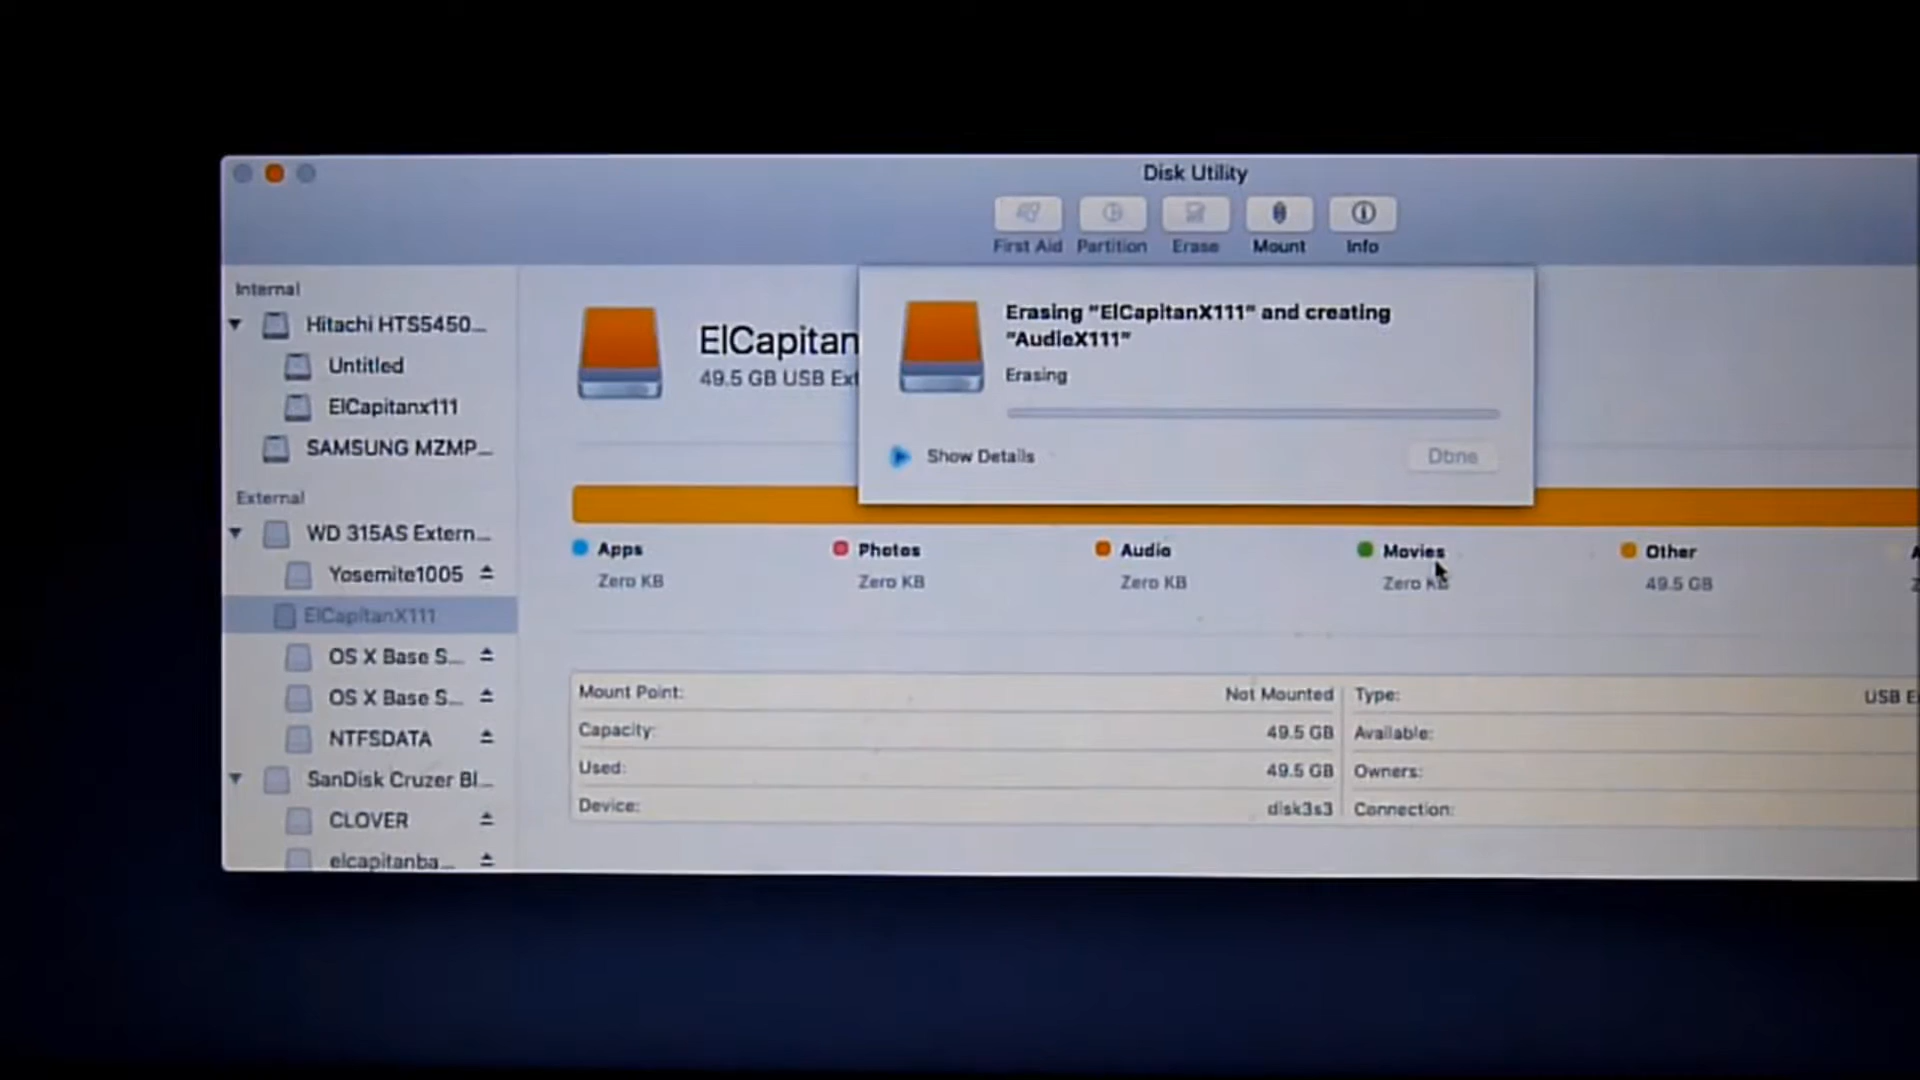 Disk Utility
First Aid
Partition
Erase
Mount
Info
Internal
Hitachi HTS5450...
Untitled
ElCapitanx111
SAMSUNG MZMP...
External
WD 315AS Extern...
Yosemite1005
ElCapitanX111
OS X Base S...
OS X Base S...
NTFSDATA
SanDisk Cruzer Bl...
CLOVER
elcapitanba...
ElCapitan
49.5 GB USB Ext
Erasing "ElCapitanX111" and creating
"AudieX111"
Erasing
Show Details
Done
Apps
Zero KB
Photos
Zero KB
Audio
Zero KB
Movies
Zero KB
Other
49.5 GB
Mount Point:
Not Mounted
Type:
USB E
Capacity:
49.5 GB
Available:
Used:
49.5 GB
Owners:
Device:
disk3s3
Connection: